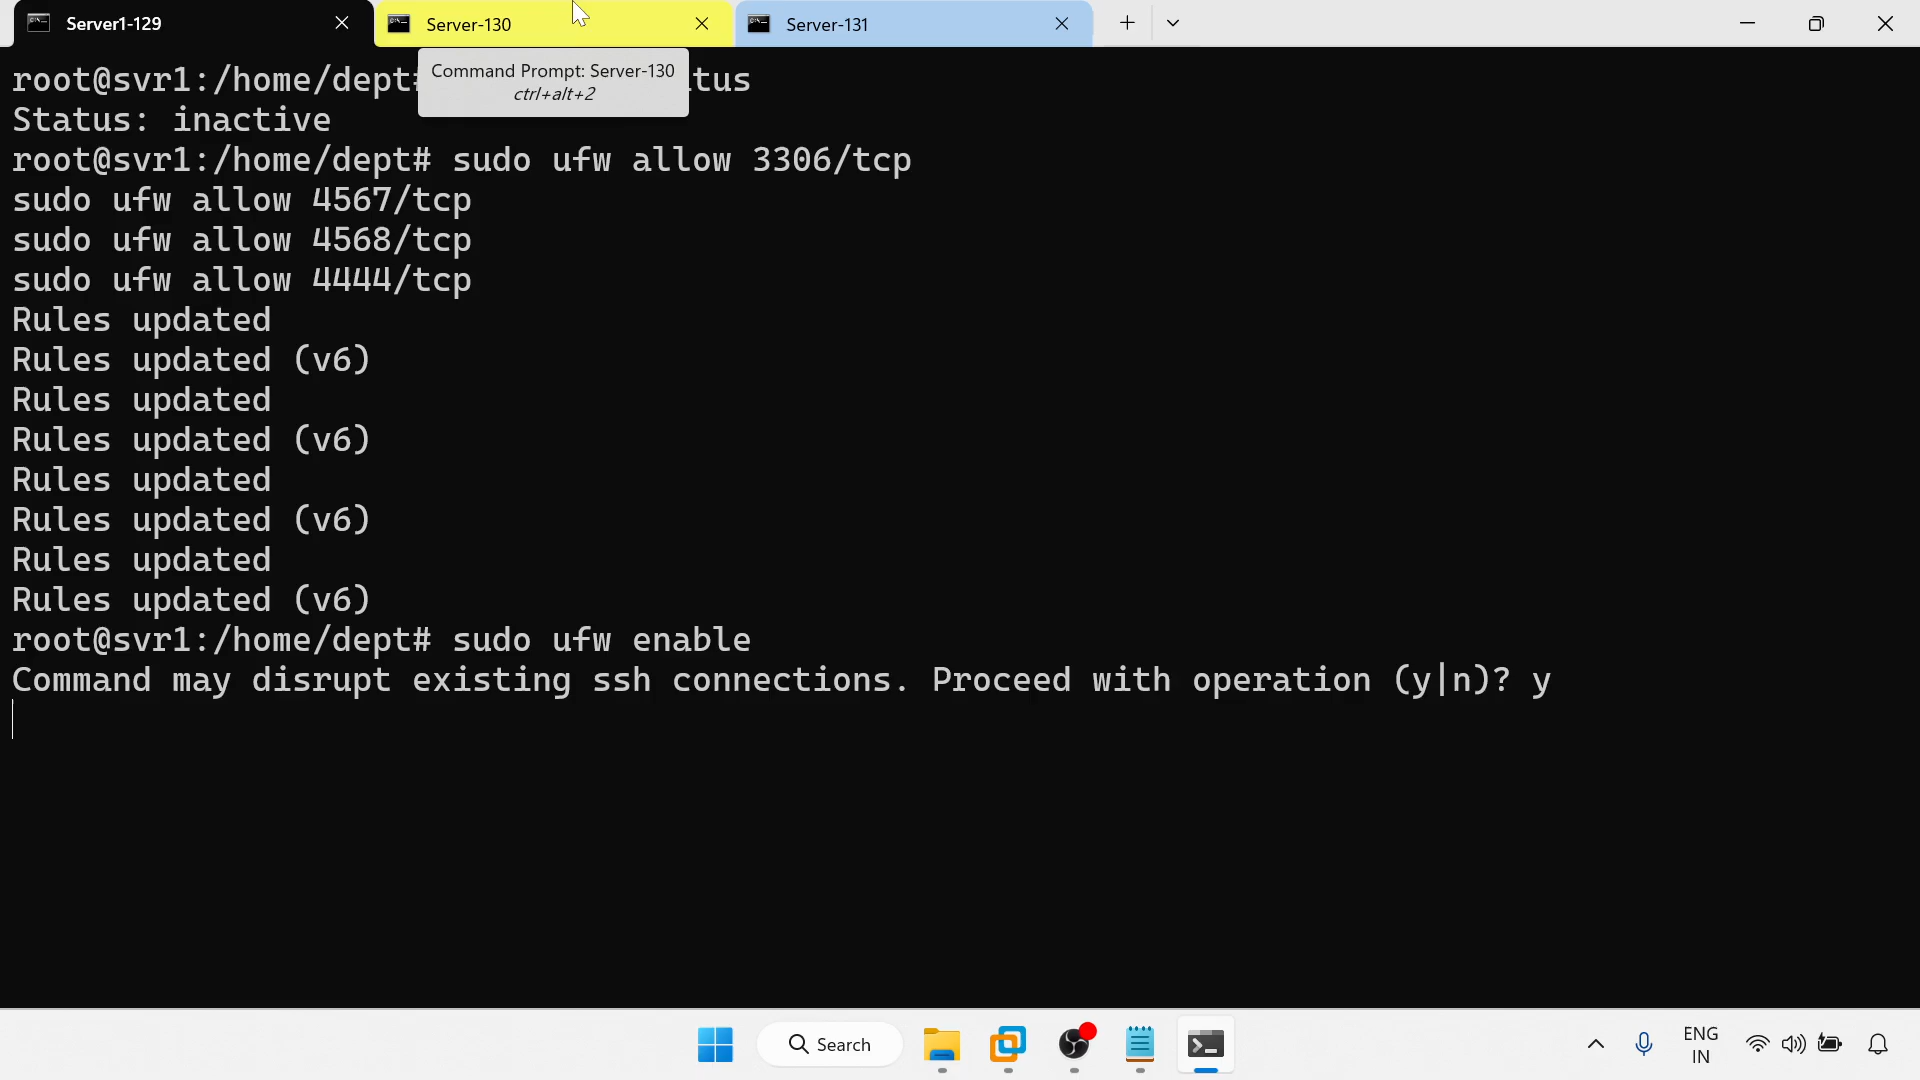 Server1-129
Server-130
Server-131
Command Prompt: Server-130
ctrl+alt+2
root@svr1:/home/dept# tus
Status: inactive
root@svr1:/home/dept# sudo ufw allow 3306/tcp
sudo ufw allow 4567/tcp
sudo ufw allow 4568/tcp
sudo ufw allow 4444/tcp
Rules updated
Rules updated (v6)
Rules updated
Rules updated (v6)
Rules updated
Rules updated (v6)
Rules updated
Rules updated (v6)
root@svr1:/home/dept# sudo ufw enable
Command may disrupt existing ssh connections. Proceed with operation (y|n)? y
Search
ENG
IN